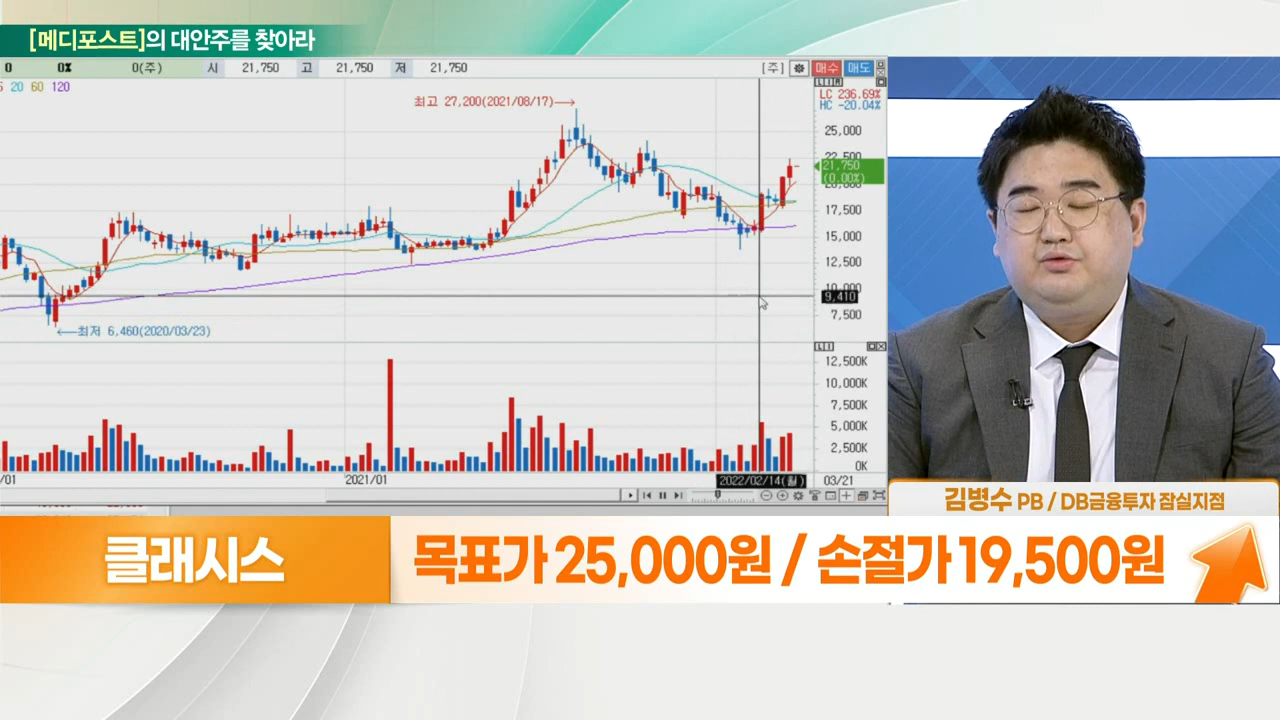 [메디포스트]의 대안주를 찾아라
0 0% 0(주) 시 21,750 고 21,750 저 21,750 [주] 매수 매도
5 20 60 120
LC 236.69%
HC -20.04%
최고 27,200(2021/08/17)→
25,000
22,500
21,750
(0.00%)
20,000
17,500
15,000
12,500
10,000
9,410
7,500
←최저 6,460(2020/03/23)
12,500K
10,000K
7,500K
5,000K
2,500K
0K
/01 2021/01 2022/02/14(월) 03/21
김병수 PB / DB금융투자 잠실지점
클래시스
목표가 25,000원 / 손절가 19,500원